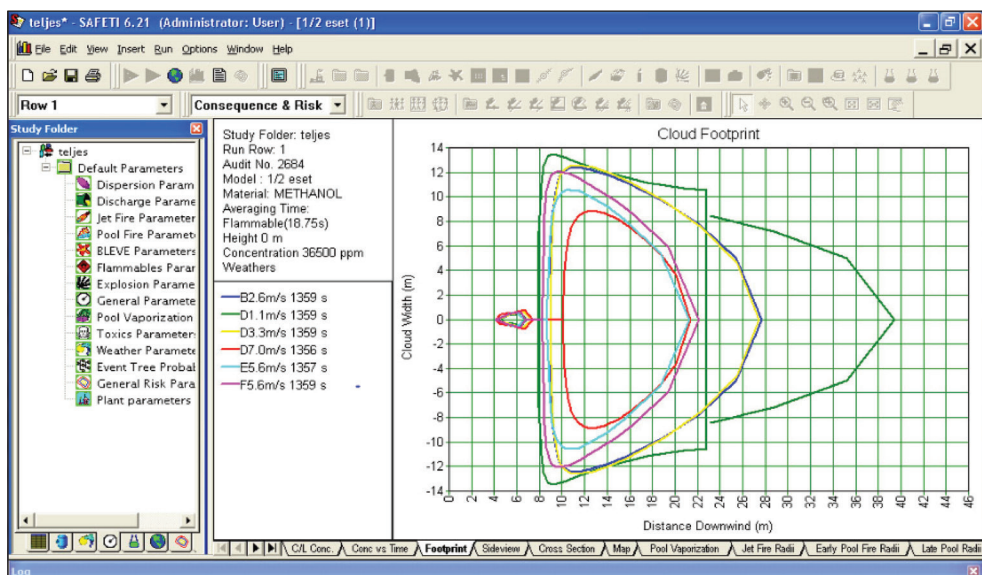 teljes* - SAFETI 6.21 (Administrator: User) - [1/2 eset (1)]
File Edit View Insert Run Options Window Help
Row 1
Consequence & Risk
Study Folder
teljes
Default Parameters
Dispersion Param
Discharge Parame
Jet Fire Parameter
Pool Fire Paramet
BLEVE Parameters
Flammables Parar
Explosion Parame
General Paramete
Pool Vaporization
Toxics Parameter:
Weather Paramete
Event Tree Probal
General Risk Para
Plant parameters
Study Folder: teljes
Run Row: 1
Audit No. 2684
Model : 1/2 eset
Material: METHANOL
Averaging Time:
Flammable(18.75s)
Height 0 m
Concentration 36500 ppm
Weathers
B2.6m/s 1359 s
D1.1m/s 1359 s
D3.3m/s 1359 s
D7.0m/s 1356 s
E5.6m/s 1357 s
F5.6m/s 1359 s
Cloud Footprint
Cloud Width (m)
14
12
10
8
6
4
2
0
-2
-4
-6
-8
-10
-12
-14
0 2 4 6 8 10 12 14 16 18 20 22 24 26 28 30 32 34 36 38 40 42 44 46
Distance Downwind (m)
C/L Conc. Conc vs Time Footprint Sideview Cross Section Map Pool Vaporization Jet Fire Radii Early Pool Fire Radii Late Pool Radii
Log